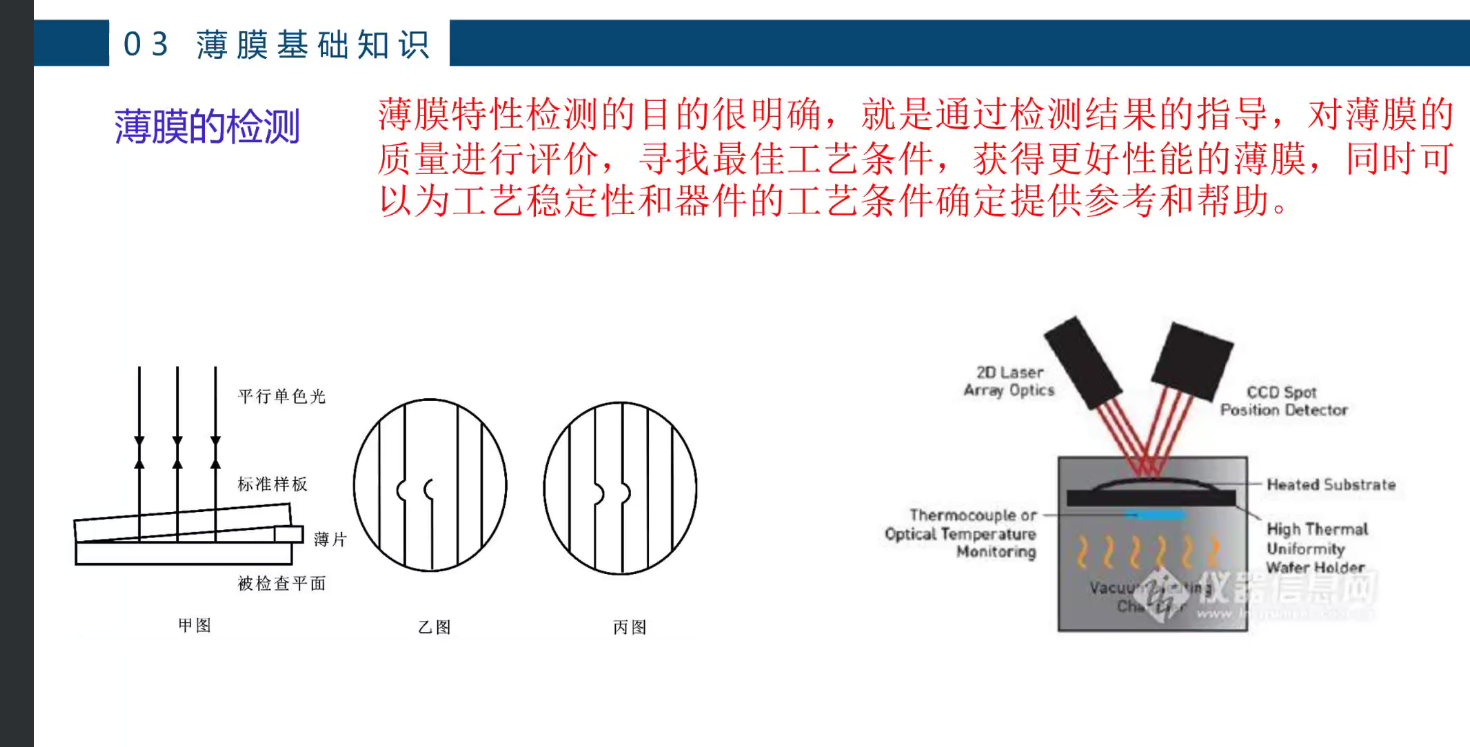 03 薄膜基础知识
薄膜的检测
薄膜特性检测的目的很明确，就是通过检测结果的指导，对薄膜的
质量进行评价，寻找最佳工艺条件，获得更好性能的薄膜，同时可
以为工艺稳定性和器件的工艺条件确定提供参考和帮助。
平行单色光
标准样板
薄片
被检查平面
甲图
乙图
丙图
2D Laser
Array Optics
CCD Spot
Position Detector
Heated Substrate
Thermocouple or
Optical Temperature
Monitoring
High Thermal
Uniformity
Wafer Holder
仪器信息网